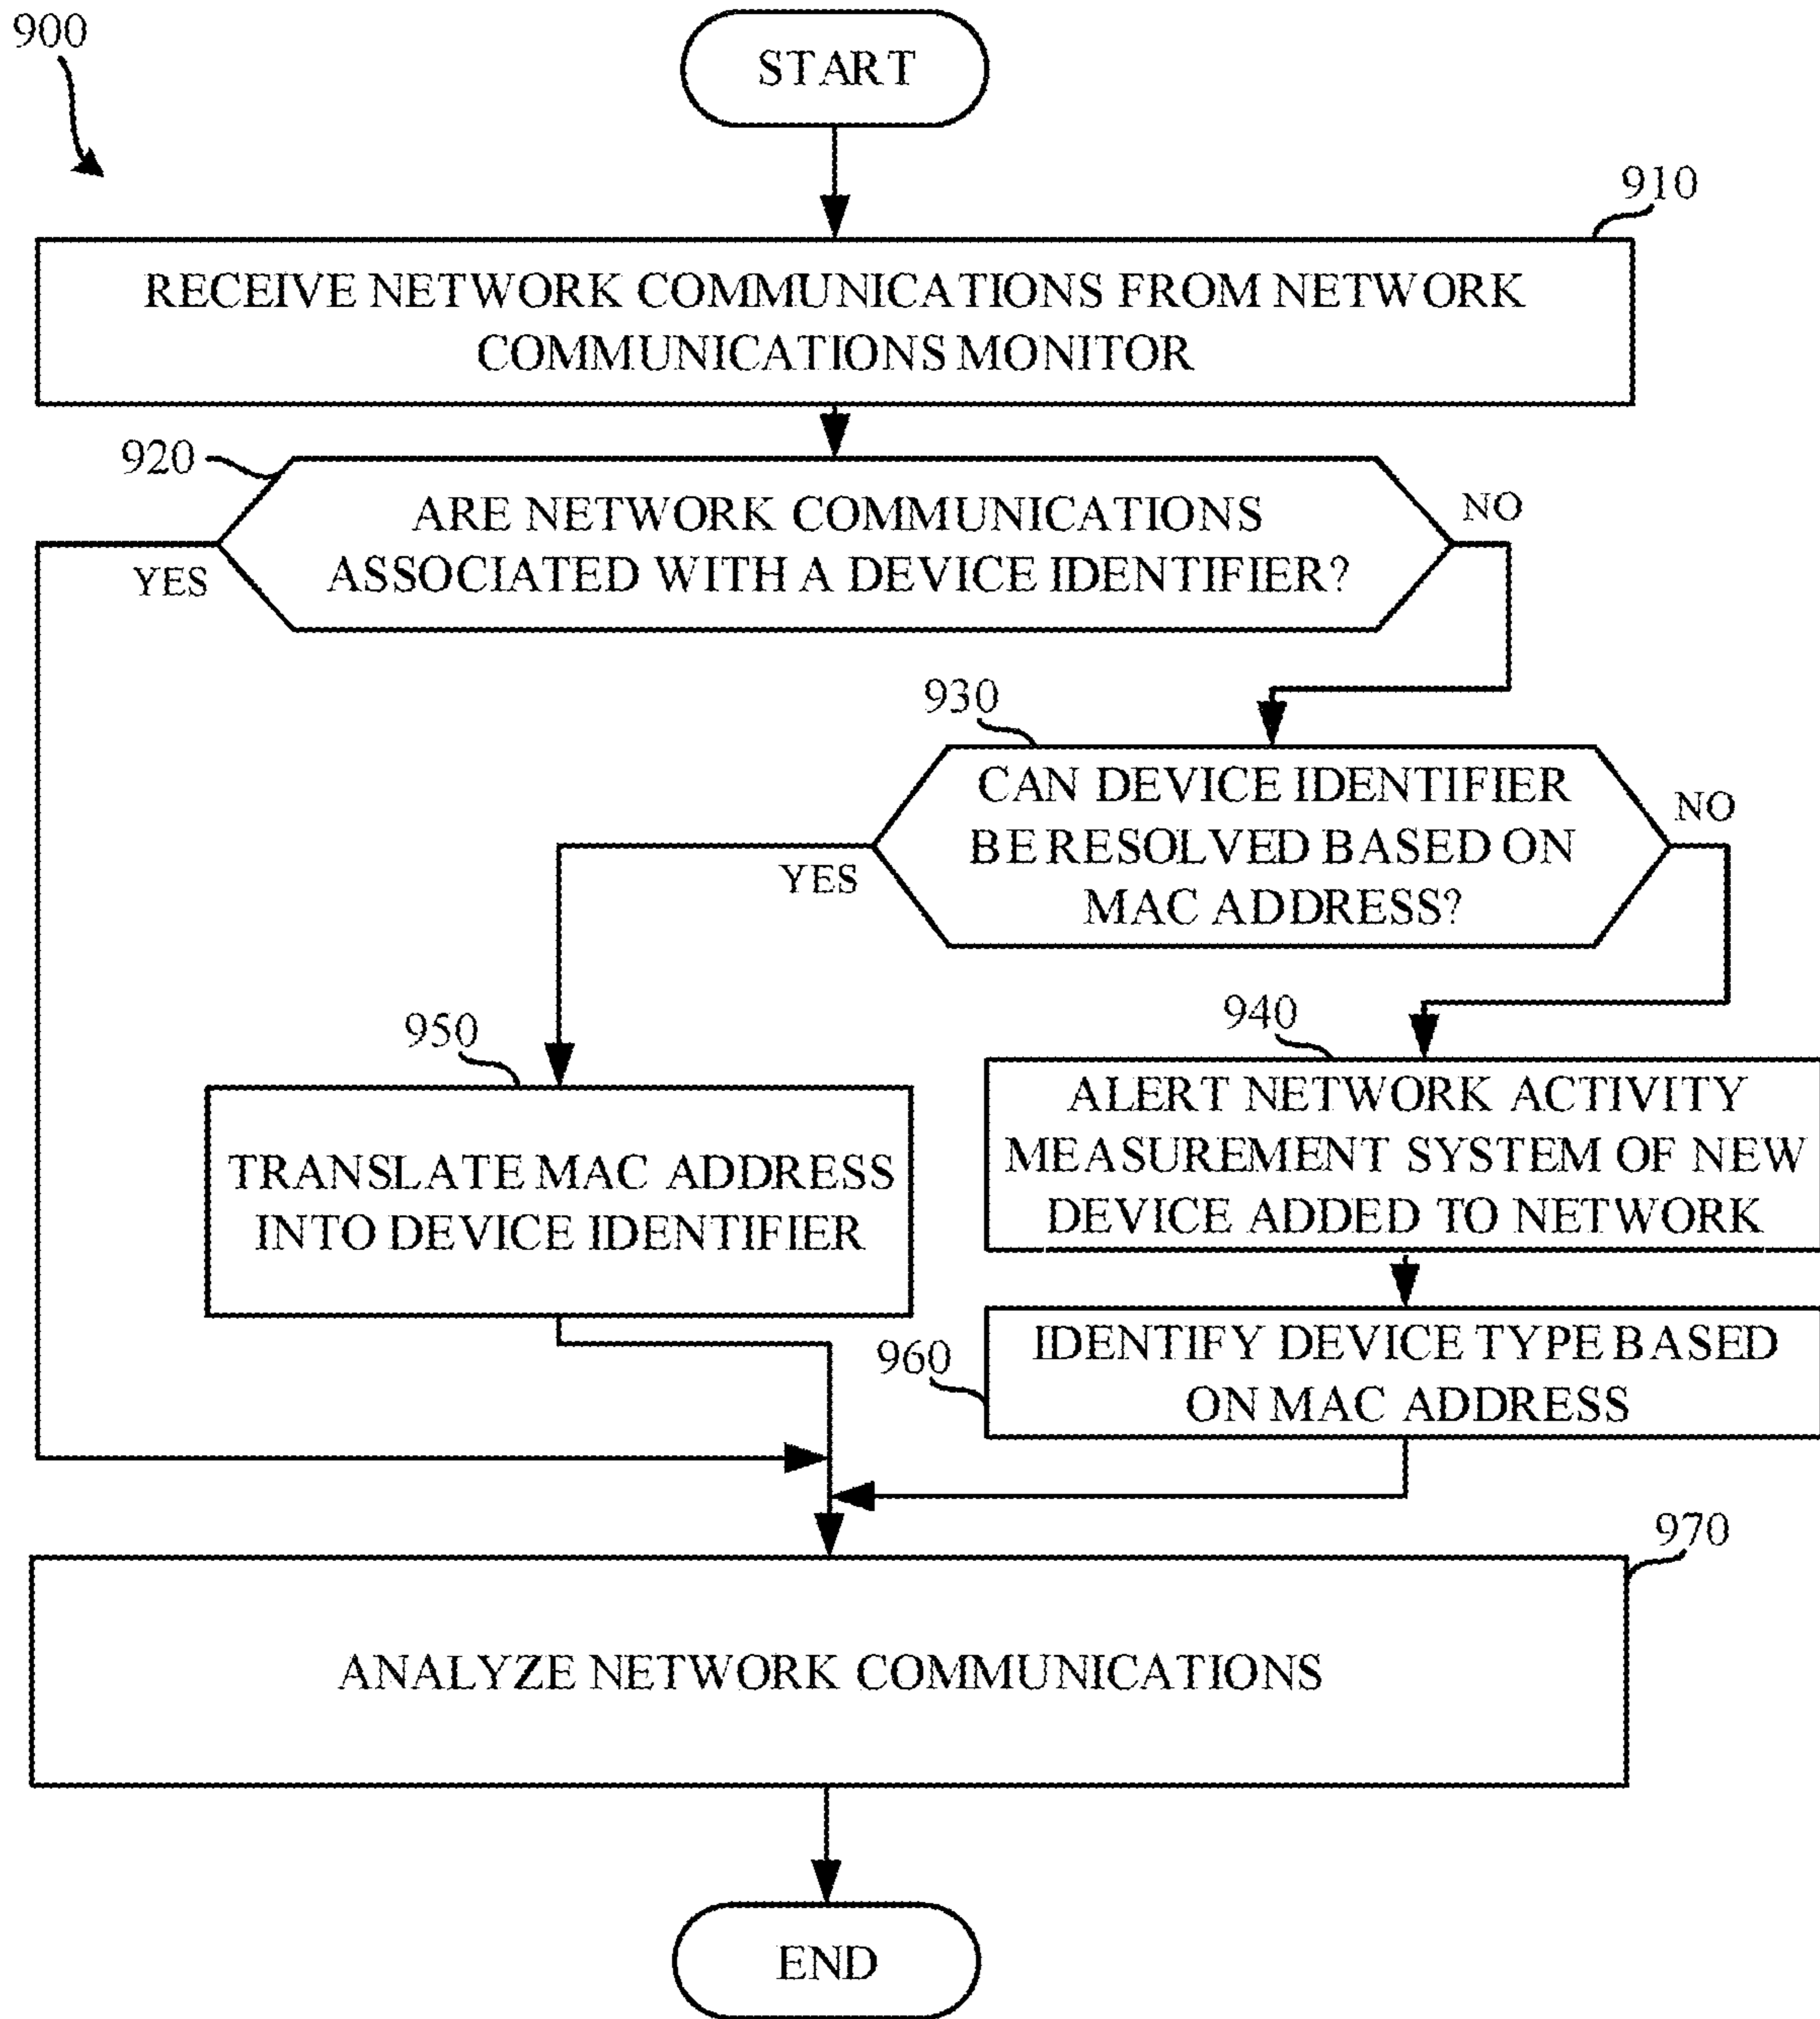 900
START
910
RECEIVE NETWORK COMMUNICATIONS FROM NETWORK
COMMUNICATIONS MONITOR
920
ARE NETWORK COMMUNICATIONS
ASSOCIATED WITH A DEVICE IDENTIFIER?
NO
YES
930
CAN DEVICE IDENTIFIER
BE RESOLVED BASED ON
MAC ADDRESS?
NO
YES
950
TRANSLATE MAC ADDRESS
INTO DEVICE IDENTIFIER
940
ALERT NETWORK ACTIVITY
MEASUREMENT SYSTEM OF NEW
DEVICE ADDED TO NETWORK
960
IDENTIFY DEVICE TYPE BASED
ON MAC ADDRESS
970
ANALYZE NETWORK COMMUNICATIONS
END